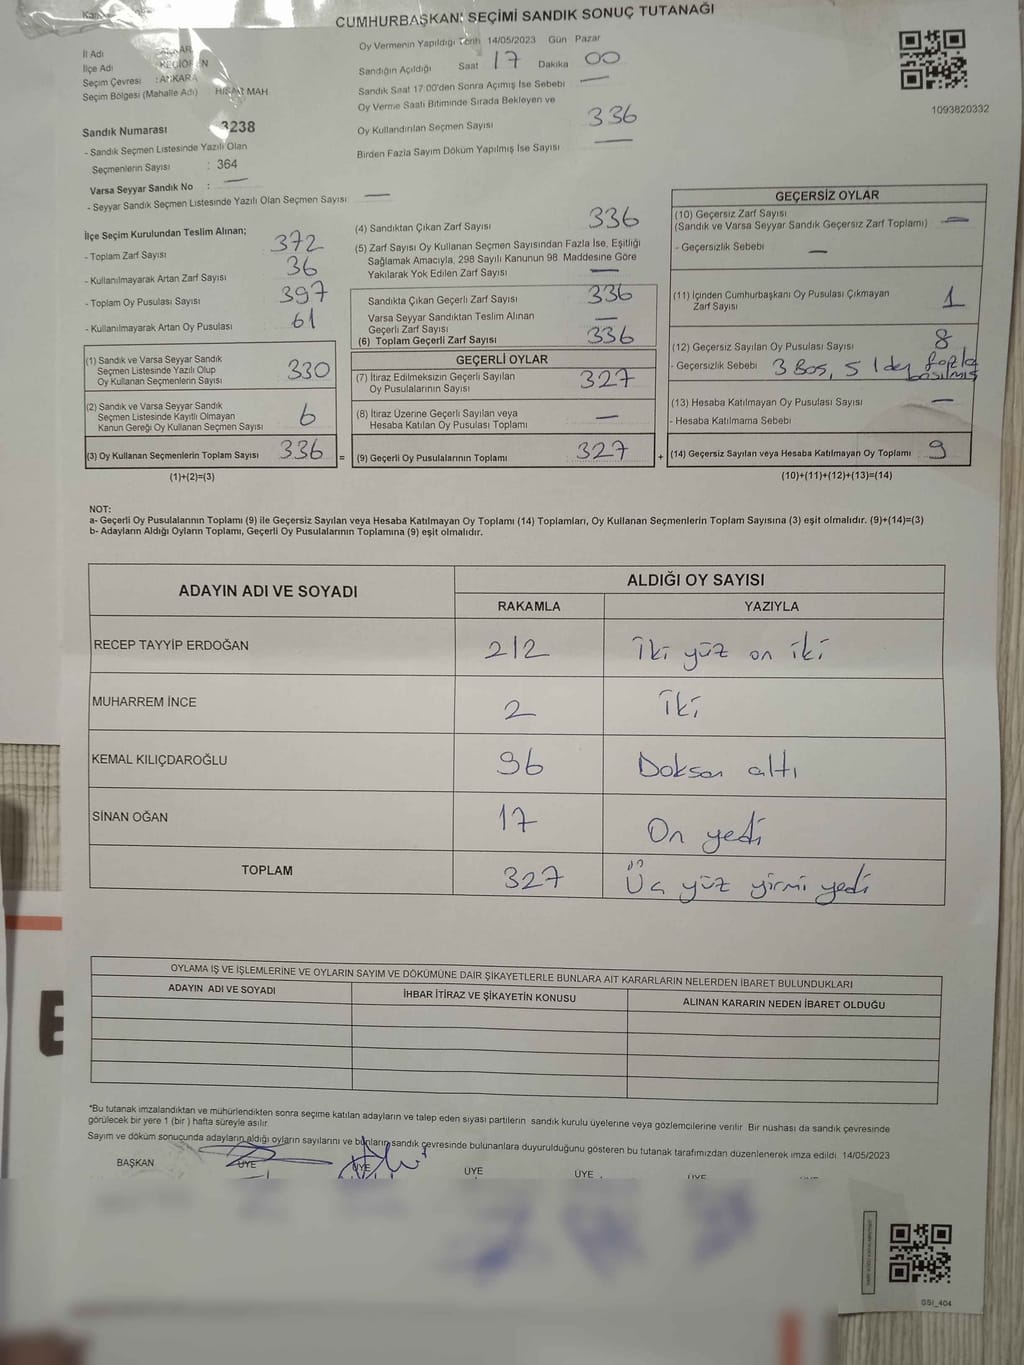 CUMHURBAŞKANI SEÇİMİ SANDIK SONUÇ TUTANAĞI
İl Adı
İlçe Adı : KEÇİÖREN
Seçim Çevresi : ANKARA
Seçim Bölgesi (Mahalle Adı) MAH.
Sandık Numarası 3238
- Sandık Seçmen Listesinde Yazılı Olan
Seçmenlerin Sayısı : 364
Varsa Seyyar Sandık No : —
- Seyyar Sandık Seçmen Listesinde Yazılı Olan Seçmen Sayısı —
Oy Vermenin Yapıldığı Tarih 14/05/2023 Gün Pazar
Sandığın Açıldığı Saat 17 Dakika 00
Sandık Saat 17:00'den Sonra Açımış İse Sebebi —
Oy Verme Saati Bitiminde Sırada Bekleyen ve
Oy Kullandırılan Seçmen Sayısı 336
Birden Fazla Sayım Döküm Yapılmış İse Sayısı —
1093820332
İlçe Seçim Kurulundan Teslim Alınan;
- Toplam Zarf Sayısı 372
- Kullanılmayarak Artan Zarf Sayısı 36
- Toplam Oy Pusulası Sayısı 397
- Kullanılmayarak Artan Oy Pusulası 61
(1) Sandık ve Varsa Seyyar Sandık
Seçmen Listesinde Yazılı Olup
Oy Kullanan Seçmenlerin Sayısı 330
(2) Sandık ve Varsa Seyyar Sandık
Seçmen Listesinde Kayıtlı Olmayan
Kanun Gereği Oy Kullanan Seçmen Sayısı 6
(3) Oy Kullanan Seçmenlerin Toplam Sayısı 336 =
(1)+(2)=(3)
(4) Sandıktan Çıkan Zarf Sayısı 336
(5) Zarf Sayısı Oy Kullanan Seçmen Sayısından Fazla İse, Eşitliği
Sağlamak Amacıyla, 298 Sayılı Kanunun 98. Maddesine Göre
Yakılarak Yok Edilen Zarf Sayısı —
Sandıkta Çıkan Geçerli Zarf Sayısı 336
Varsa Seyyar Sandıktan Teslim Alınan
Geçerli Zarf Sayısı —
(6) Toplam Geçerli Zarf Sayısı 336
GEÇERLİ OYLAR
(7) İtiraz Edilmeksizin Geçerli Sayılan
Oy Pusulalarının Sayısı 327
(8) İtiraz Üzerine Geçerli Sayılan veya
Hesaba Katılan Oy Pusulası Toplamı —
(9) Geçerli Oy Pusulalarının Toplamı 327 +
GEÇERSİZ OYLAR
(10) Geçersiz Zarf Sayısı
(Sandık ve Varsa Seyyar Sandık Geçersiz Zarf Toplamı) —
- Geçersizlik Sebebi —
(11) İçinden Cumhurbaşkanı Oy Pusulası Çıkmayan
Zarf Sayısı 1
(12) Geçersiz Sayılan Oy Pusulası Sayısı 8
- Geçersizlik Sebebi 3 Boş, 5 1 den fazla
basılmış
(13) Hesaba Katılmayan Oy Pusulası Sayısı —
- Hesaba Katılmama Sebebi
(14) Geçersiz Sayılan veya Hesaba Katılmayan Oy Toplamı 9
(10)+(11)+(12)+(13)=(14)
NOT:
a- Geçerli Oy Pusulalarının Toplamı (9) ile Geçersiz Sayılan veya Hesaba Katılmayan Oy Toplamı (14) Toplamları, Oy Kullanan Seçmenlerin Toplam Sayısına (3) eşit olmalıdır. (9)+(14)=(3)
b- Adayların Aldığı Oyların Toplamı, Geçerli Oy Pusulalarının Toplamına (9) eşit olmalıdır.
ADAYIN ADI VE SOYADI ALDIĞI OY SAYISI
RAKAMLA YAZIYLA
RECEP TAYYİP ERDOĞAN 212 İki yüz on iki
MUHARREM İNCE 2 İki
KEMAL KILIÇDAROĞLU 96 Doksan altı
SİNAN OĞAN 17 On yedi
TOPLAM 327 Üç yüz yirmi yedi
OYLAMA İŞ VE İŞLEMLERİNE VE OYLARIN SAYIM VE DÖKÜMÜNE DAİR ŞİKAYETLERLE BUNLARA AİT KARARLARIN NELERDEN İBARET BULUNDUKLARI
ADAYIN ADI VE SOYADI İHBAR İTİRAZ VE ŞİKAYETİN KONUSU ALINAN KARARIN NEDEN İBARET OLDUĞU
*Bu tutanak imzalandıktan ve mühürlendikten sonra seçime katılan adayların ve talep eden siyasi partilerin sandık kurulu üyelerine veya gözlemcilerine verilir. Bir nushası da sandık çevresinde
görülecek bir yere 1 (bir) hafta süreyle asılır.
Sayım ve döküm sonucunda adayların aldığı oyların sayılarını ve bunların sandık çevresinde bulunanlara duyurulduğunu gösteren bu tutanak tarafımızdan düzenlenerek imza edildi. 14/05/2023
BAŞKAN ÜYE ÜYE ÜYE ÜYE ÜYE
GSI_404